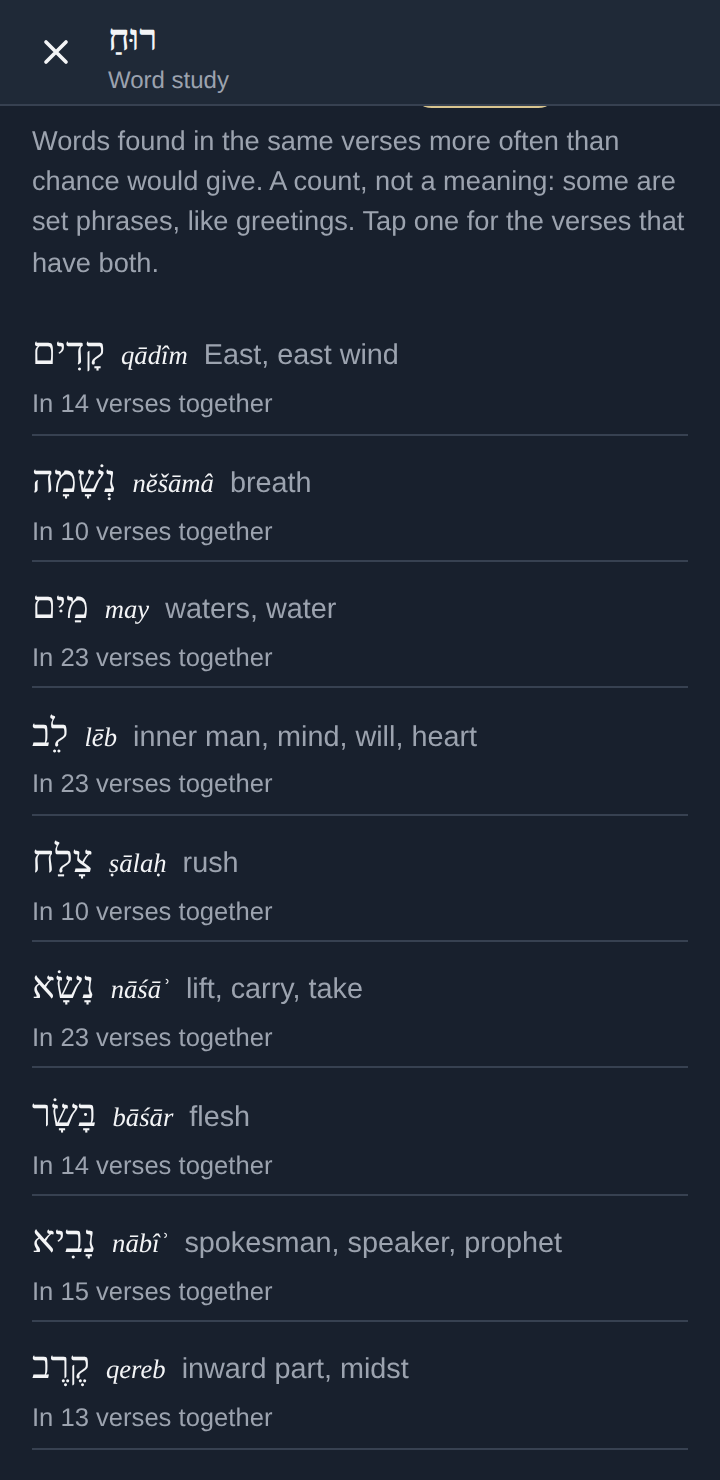 רוּחַ
Word study
Words found in the same verses more often than
chance would give. A count, not a meaning: some are
set phrases, like greetings. Tap one for the verses that
have both.
קָדִים qādîm East, east wind
In 14 verses together
נְשָׁמָה nĕšāmâ breath
In 10 verses together
מַיִם may waters, water
In 23 verses together
לֵב lēb inner man, mind, will, heart
In 23 verses together
צָלַח ṣālaḥ rush
In 10 verses together
נָשָׂא nāśāʾ lift, carry, take
In 23 verses together
בָּשָׂר bāśār flesh
In 14 verses together
נָבִיא nābîʾ spokesman, speaker, prophet
In 15 verses together
קֶרֶב qereb inward part, midst
In 13 verses together